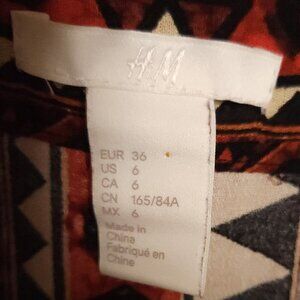 H&M
EUR 36
US 6
CA 6
CN 165/84A
MX 6
Made in
China
Fabriqué en
Chine